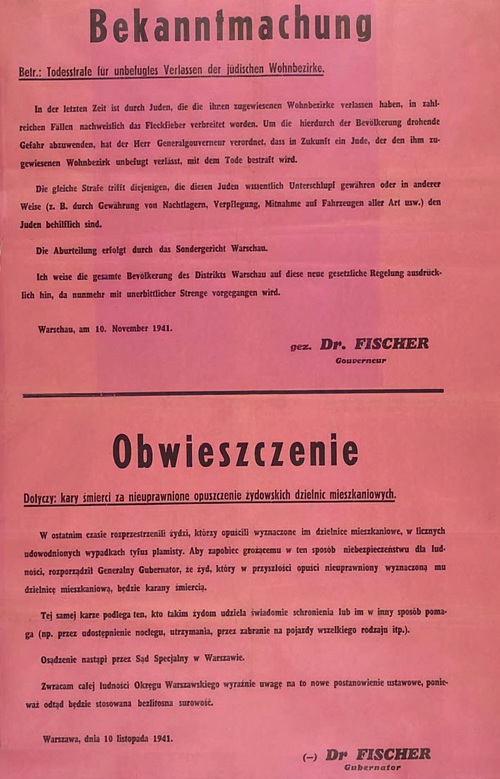 Bekanntmachung
Betr.: Todesstrafe für unbefugtes Verlassen der jüdischen Wohnbezirke.
In der letzten Zeit ist durch Juden, die die ihnen zugewiesenen Wohnbezirke verlassen haben, in zahl-
reichen Fällen nachweislich das Fleckfieber verbreitet worden. Um die hierdurch der Bevölkerung drohende
Gefahr abzuwenden, hat der Herr Generalgouverneur verordnet, dass in Zukunft ein Jude, der den ihm zu-
gewiesenen Wohnbezirk unbefugt verlässt, mit dem Tode bestraft wird.
Die gleiche Strafe trifft diejenigen, die diesen Juden wissentlich Unterschlupf gewähren oder in anderer
Weise (z. B. durch Gewährung von Nachtlagern, Verpflegung, Mitnahme auf Fahrzeugen aller Art usw.) den
Juden behilflich sind.
Die Aburteilung erfolgt durch das Sondergericht Warschau.
Ich weise die gesamte Bevölkerung des Distrikts Warschau auf diese neue gesetzliche Regelung ausdrück-
lich hin, da nunmehr mit unerbittlicher Strenge vorgegangen wird.
Warschau, am 10. November 1941.
gez. Dr. FISCHER
Gouverneur
Obwieszczenie
Dotyczy: kary śmierci za nieuprawnione opuszczenie żydowskich dzielnic mieszkaniowych.
W ostatnim czasie rozprzestrzenili żydzi, którzy opuścili wyznaczone im dzielnice mieszkaniowe, w licznych
udowodnionych wypadkach tyfus plamisty. Aby zapobiec grożącemu w ten sposób niebezpieczeństwu dla lud-
ności, rozporządził Generalny Gubernator, że żyd, który w przyszłości opuści nieuprawniony wyznaczoną mu
dzielnicę mieszkaniową, będzie karany śmiercią.
Tej samej karze podlega ten, kto takim żydom udziela świadomie schronienia lub im w inny sposób poma-
ga (np. przez udostępnienie noclegu, utrzymania, przez zabranie na pojazdy wszelkiego rodzaju itp.).
Osądzenie nastąpi przez Sąd Specjalny w Warszawie.
Zwracam całej ludności Okręgu Warszawskiego wyraźnie uwagę na to nowe postanowienie ustawowe, ponie-
waż odtąd będzie stosowana bezlitosna surowość.
Warszawa, dnia 10 listopada 1941.
(—) Dr FISCHER
Gubernator